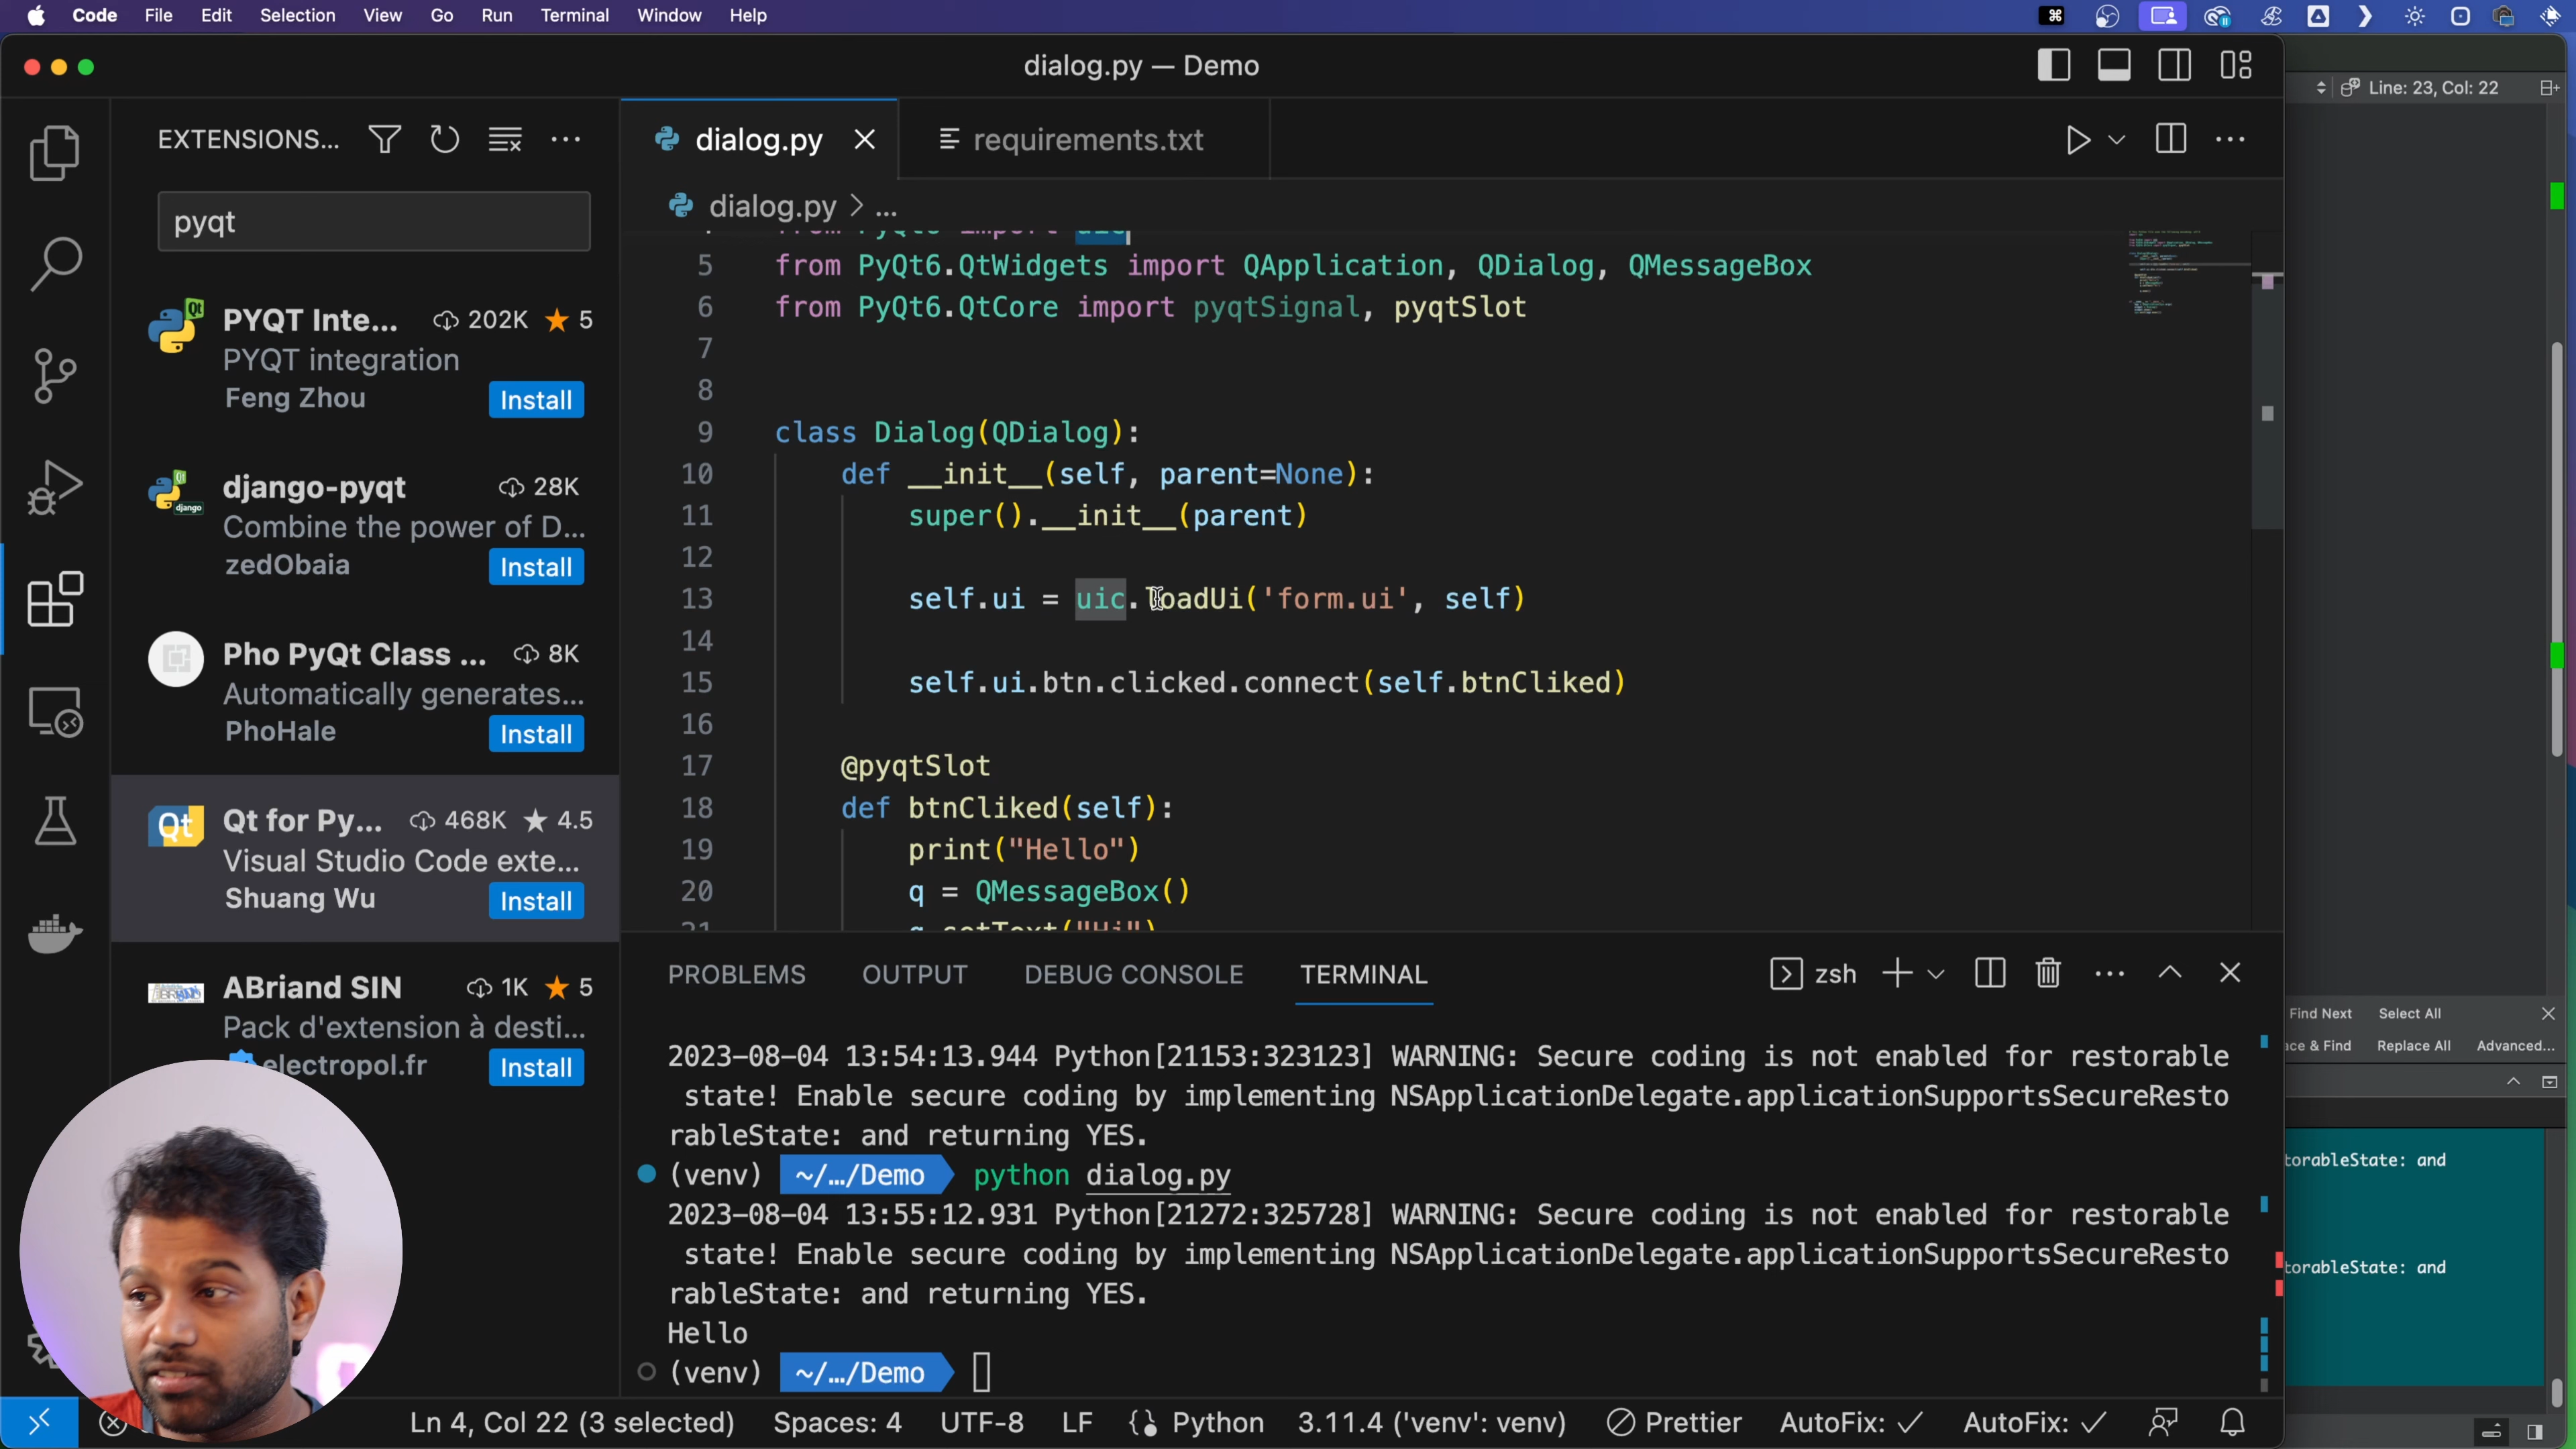 Code File Edit Selection View Go Run Terminal Window Help
dialog.py — Demo
Line: 23, Col: 22
EXTENSIONS...
dialog.py
requirements.txt
pyqt
dialog.py > ...
PYQT Inte... 202K ★ 5
PYQT integration
Feng Zhou Install
django-pyqt 28K
Combine the power of D...
zedObaia Install
Pho PyQt Class ... 8K
Automatically generates...
PhoHale Install
Qt for Py... 468K ★ 4.5
Visual Studio Code exte...
Shuang Wu Install
ABriand SIN 1K ★ 5
Pack d'extension à desti...
electropol.fr Install
from PyQt6 import uic
5 from PyQt6.QtWidgets import QApplication, QDialog, QMessageBox
6 from PyQt6.QtCore import pyqtSignal, pyqtSlot
7
8
9 class Dialog(QDialog):
10 def __init__(self, parent=None):
11 super().__init__(parent)
12
13 self.ui = uic.loadUi('form.ui', self)
14
15 self.ui.btn.clicked.connect(self.btnCliked)
16
17 @pyqtSlot
18 def btnCliked(self):
19 print("Hello")
20 q = QMessageBox()
21 q.setText("Hi")
PROBLEMS OUTPUT DEBUG CONSOLE TERMINAL zsh
2023-08-04 13:54:13.944 Python[21153:323123] WARNING: Secure coding is not enabled for restorable
state! Enable secure coding by implementing NSApplicationDelegate.applicationSupportsSecureResto
rableState: and returning YES.
(venv) ~/.../Demo python dialog.py
2023-08-04 13:55:12.931 Python[21272:325728] WARNING: Secure coding is not enabled for restorable
state! Enable secure coding by implementing NSApplicationDelegate.applicationSupportsSecureResto
rableState: and returning YES.
Hello
(venv) ~/.../Demo
Find Next Select All
ace & Find Replace All Advanced...
torableState: and
torableState: and
Ln 4, Col 22 (3 selected) Spaces: 4 UTF-8 LF Python 3.11.4 ('venv': venv) Prettier AutoFix: ✓ AutoFix: ✓